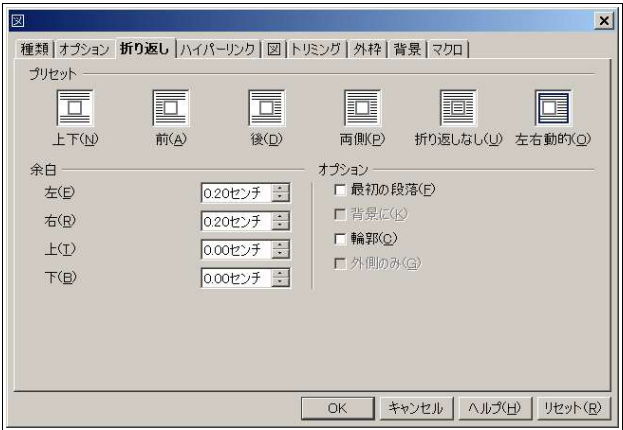 図
種類 オプション 折り返し ハイパーリンク 図 トリミング 外枠 背景 マクロ
プリセット
上下(N) 前(A) 後(D) 両側(P) 折り返しなし(U) 左右動的(O)
余白 オプション
左(E) 0.20センチ 最初の段落(F)
右(R) 0.20センチ 背景に(K)
上(T) 0.00センチ 輪郭(C)
下(B) 0.00センチ 外側のみ(G)
OK キャンセル ヘルプ(H) リセット(R)